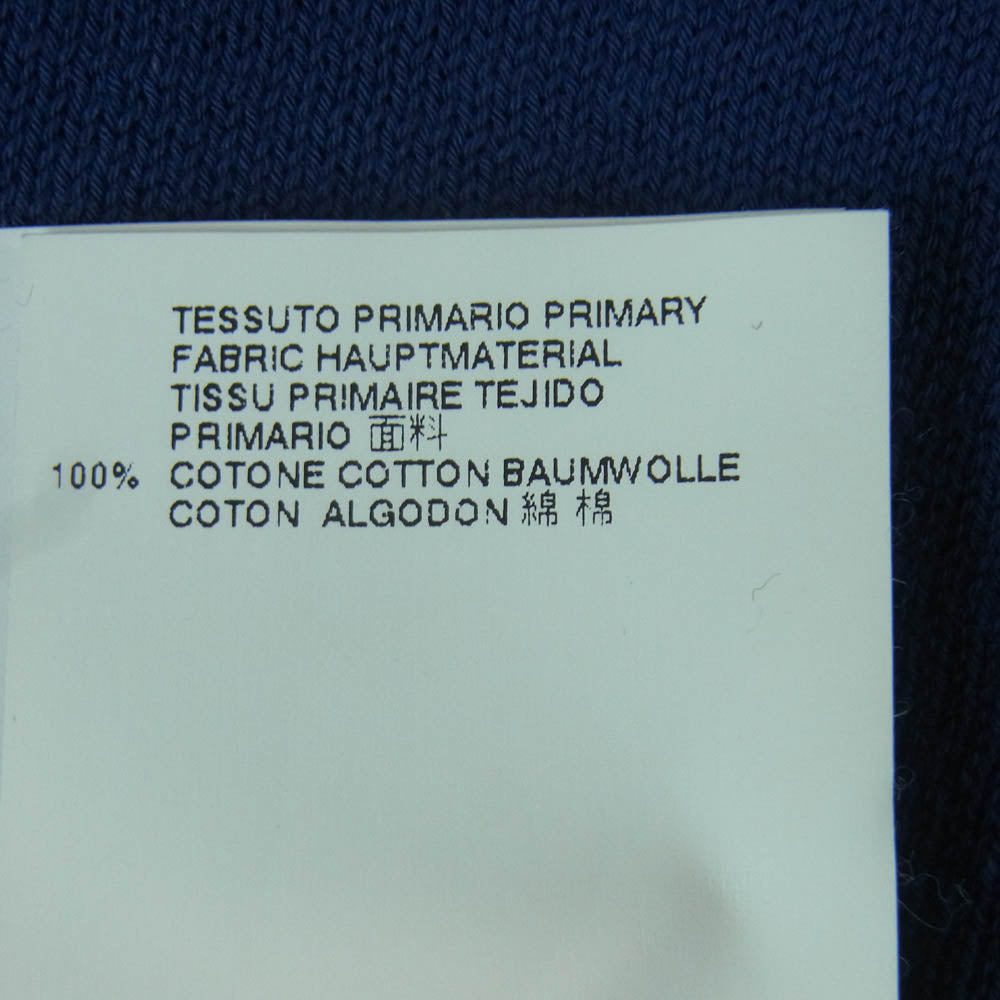 TESSUTO PRIMARIO PRIMARY
FABRIC HAUPTMATERIAL
TISSU PRIMAIRE TEJIDO
PRIMARIO 面料
100% COTONE COTTON BAUMWOLLE
COTON ALGODON 綿 棉